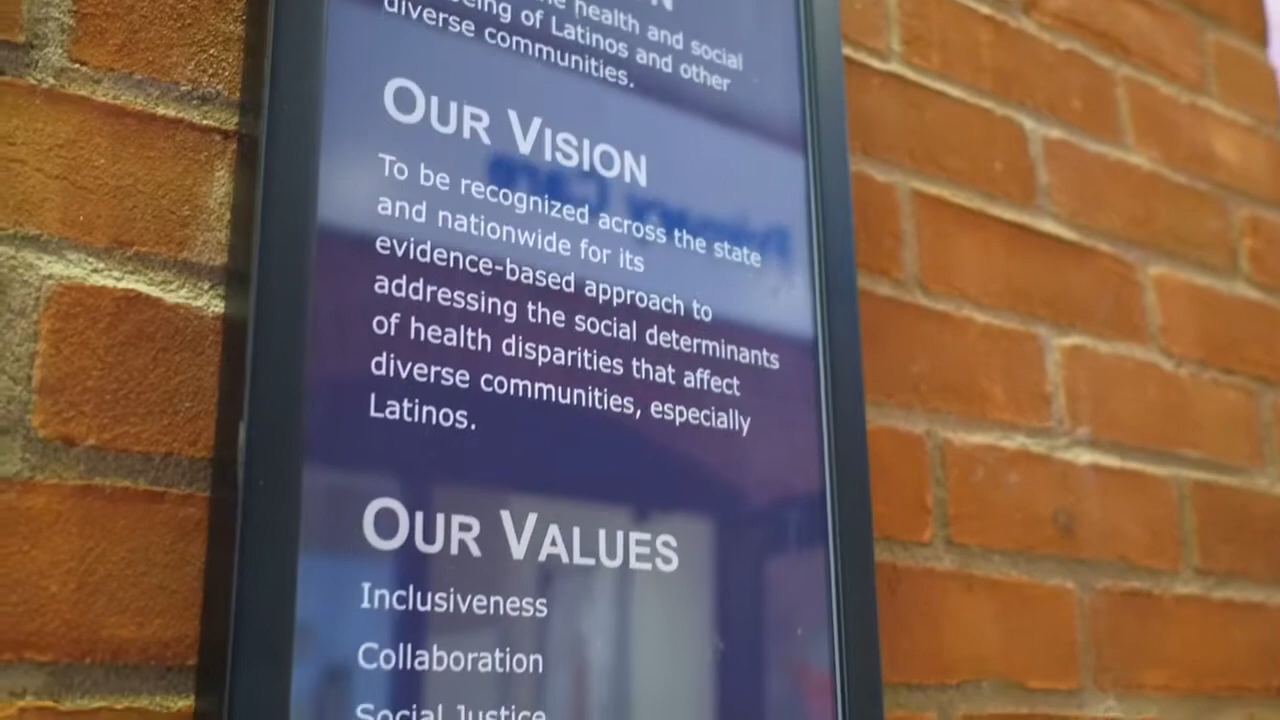 health and social
of Latinos and other
diverse communities.
OUR VISION
To be recognized across the state
and nationwide for its
evidence-based approach to
addressing the social determinants
of health disparities that affect
diverse communities, especially
Latinos.
OUR VALUES
Inclusiveness
Collaboration
Social Justice